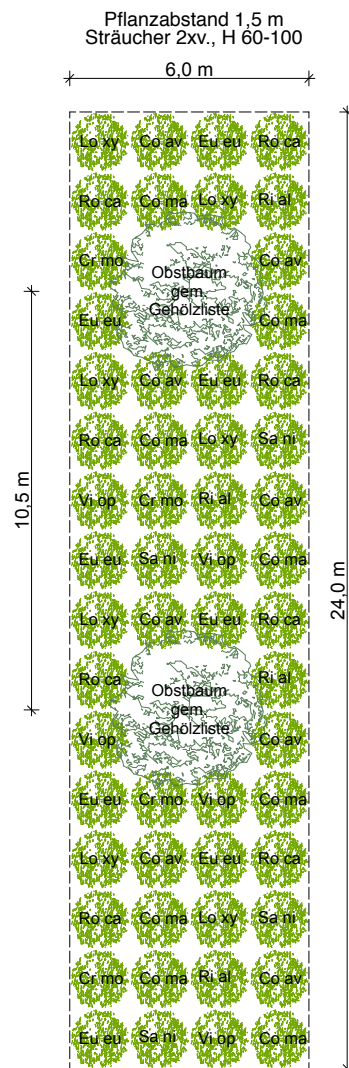 Pflanzabstand 1,5 m
Sträucher 2xv., H 60-100
6,0 m
Lo xy Co av Eu eu Ro ca
Ro ca Co ma Lo xy Ri al
Cr mo Co av
Obstbaum
gem.
Gehölzliste
Eu eu Co ma
Lo xy Co av Eu eu Ro ca
Ro ca Co ma Lo xy Sa ni
10,5 m
Vi op Cr mo Ri al Co av
Eu eu Sa ni Vi op Co ma
24,0 m
Lo xy Co av Eu eu Ro ca
Ro ca Ri al
Obstbaum
gem.
Gehölzliste
Vi op Co av
Eu eu Cr mo Vi op Co ma
Lo xy Co av Eu eu Ro ca
Ro ca Co ma Lo xy Sa ni
Cr mo Co ma Ri al Co av
Eu eu Sa ni Vi op Co ma